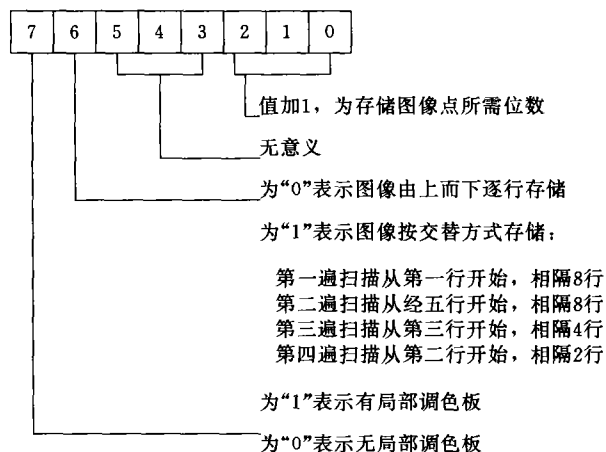 7 6 5 4 3 2 1 0
值加1，为存储图像点所需位数
无意义
为“0”表示图像由上而下逐行存储
为“1”表示图像按交替方式存储：
第一遍扫描从第一行开始，相隔8行
第二遍扫描从经五行开始，相隔8行
第三遍扫描从第三行开始，相隔4行
第四遍扫描从第二行开始，相隔2行
为“1”表示有局部调色板
为“0”表示无局部调色板